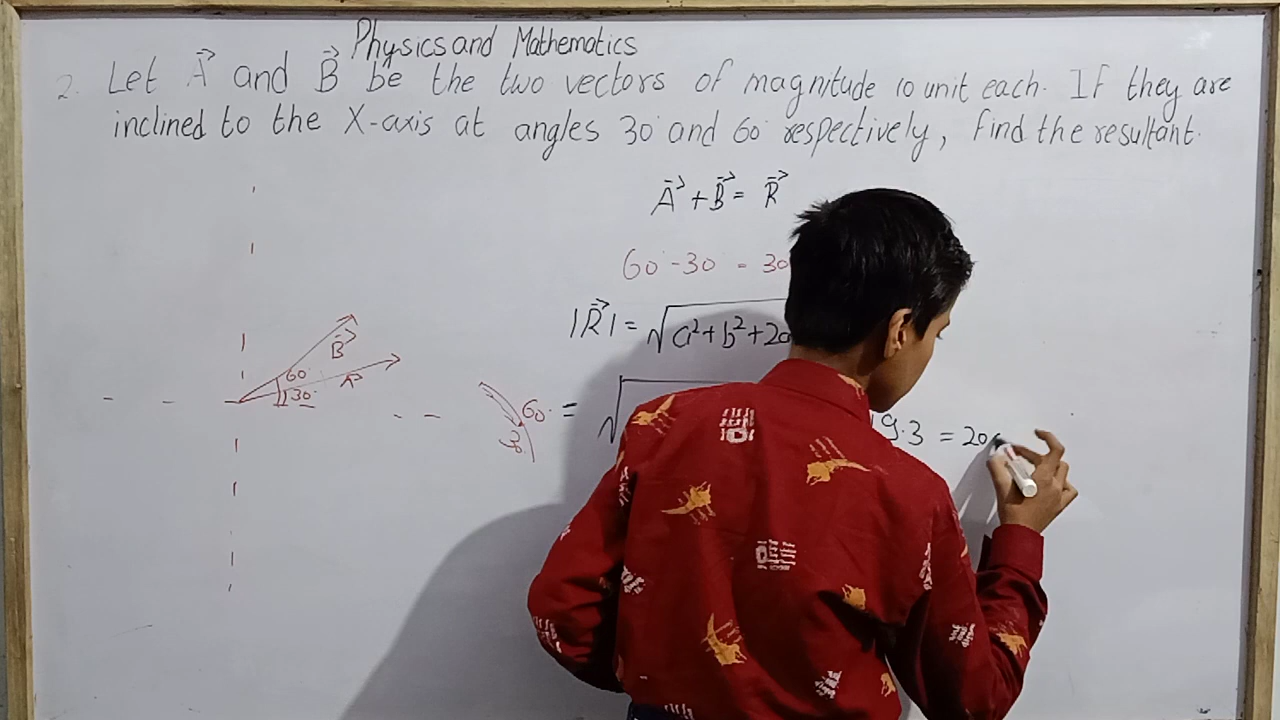 Physics and Mathematics
2. Let A⃗ and B⃗ be the two vectors of magnitude 10 unit each. If they are
inclined to the X-axis at angles 30° and 60° respectively, find the resultant.
A⃗ + B⃗ = R⃗
60° - 30 = 30
|R⃗| = √a² + b² + 2a
= √ 19.3 = 20
B⃗
60°
A⃗
30°
60°
30